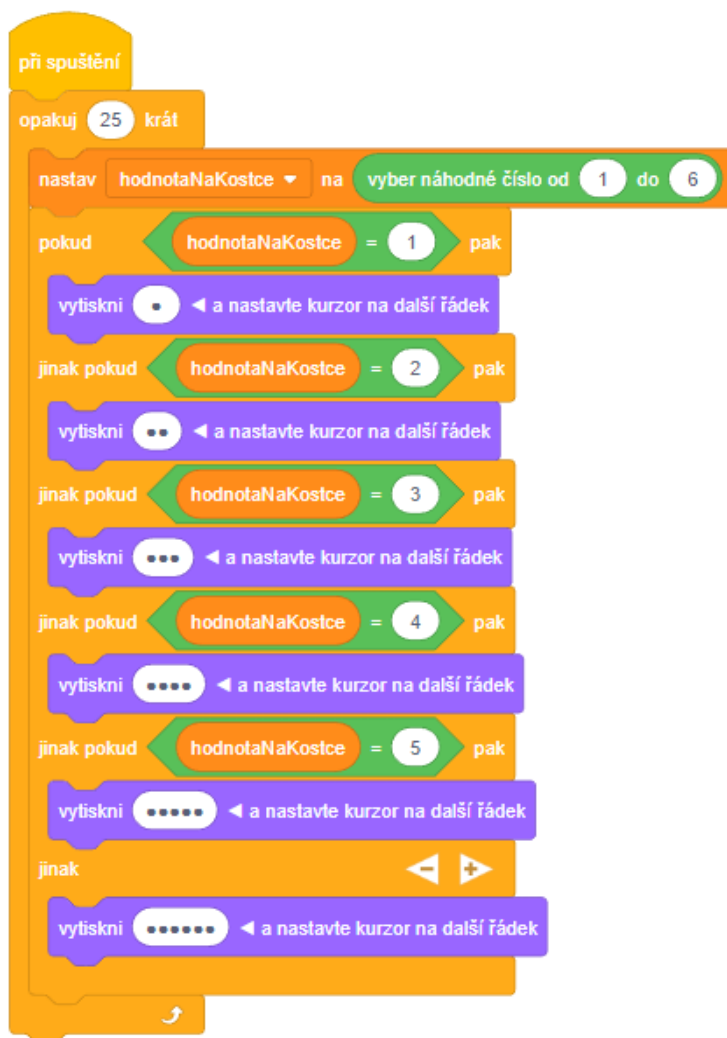 při spuštění
opakuj 25 krát
nastav hodnotaNaKostce na vyber náhodné číslo od 1 do 6
pokud hodnotaNaKostce = 1 pak
vytiskni • ◀ a nastavte kurzor na další řádek
jinak pokud hodnotaNaKostce = 2 pak
vytiskni •• ◀ a nastavte kurzor na další řádek
jinak pokud hodnotaNaKostce = 3 pak
vytiskni ••• ◀ a nastavte kurzor na další řádek
jinak pokud hodnotaNaKostce = 4 pak
vytiskni •••• ◀ a nastavte kurzor na další řádek
jinak pokud hodnotaNaKostce = 5 pak
vytiskni ••••• ◀ a nastavte kurzor na další řádek
jinak - +
vytiskni •••••• ◀ a nastavte kurzor na další řádek